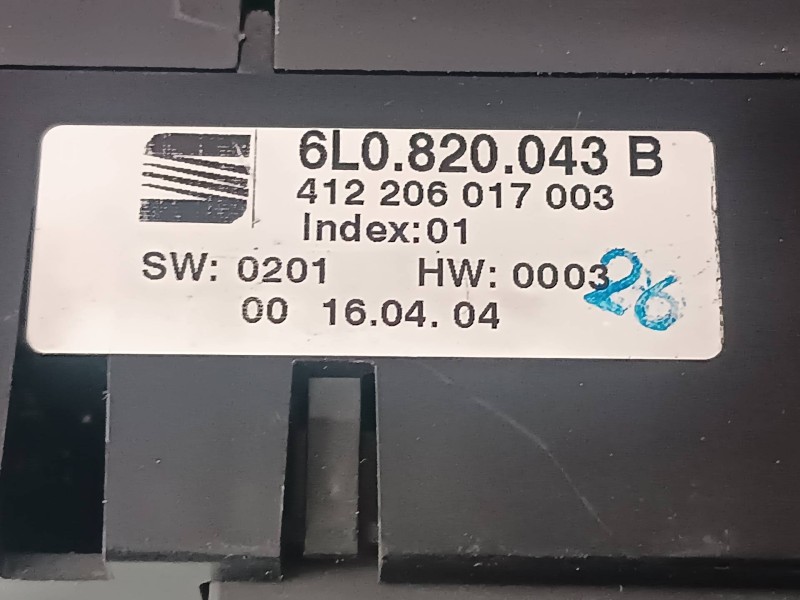 6L0.820.043 B
412 206 017 003
Index:01
SW: 0201 HW: 0003
26
00 16.04. 04